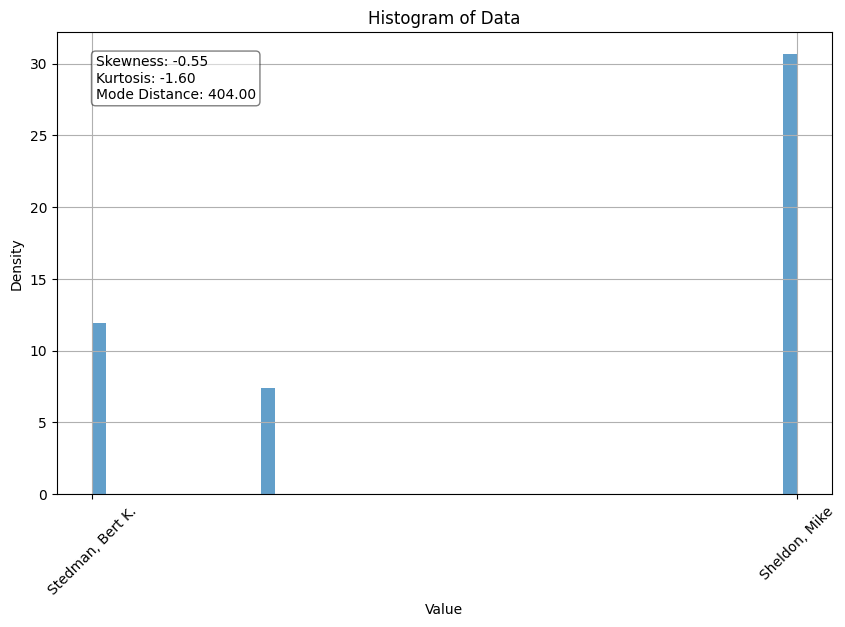 Histogram of Data
Skewness: -0.55
Kurtosis: -1.60
Mode Distance: 404.00
30
25
20
15
10
5
0
Density
Stedman, Bert K.
Sheldon, Mike
Value